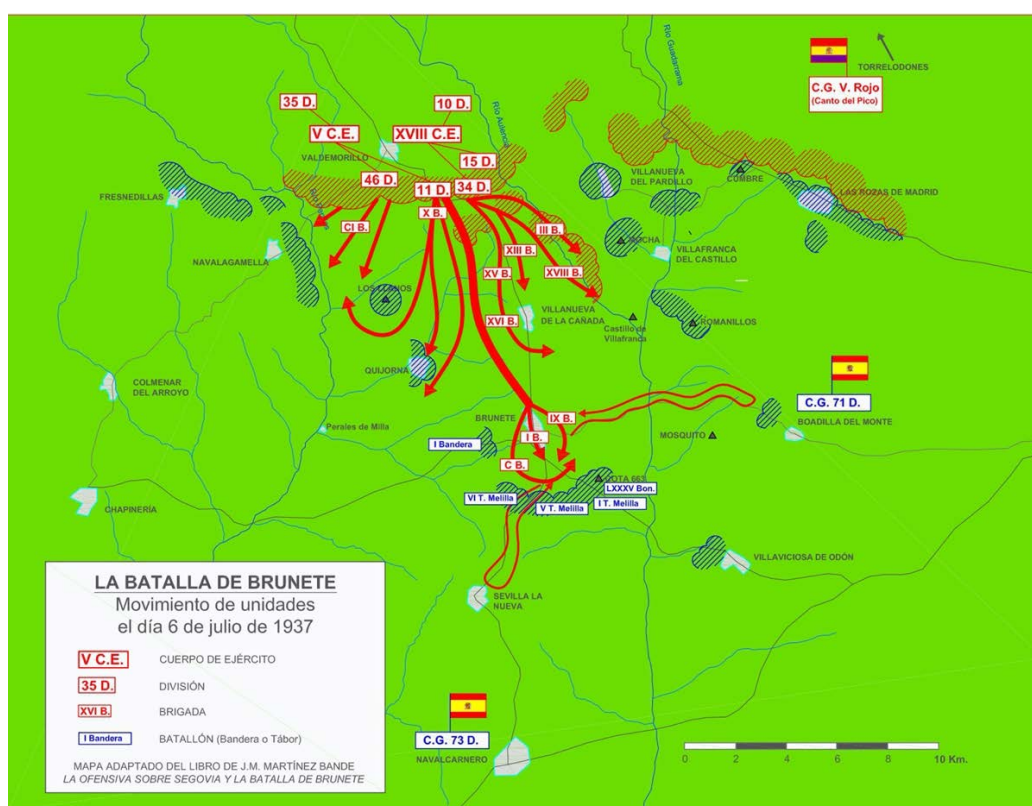 TORRELODONES
C.G. V. Rojo
(Canto del Pico)
35 D.
10 D.
V C.E.
XVIII C.E.
Río Aulencia
Río Guadarrama
VALDEMORILLO
15 D.
46 D.
11 D.
34 D.
X B.
FRESNEDILLAS
VILLANUEVA
DEL PARDILLO
CUMBRE
LAS ROZAS DE MADRID
CI B.
III B.
XIII B.
XV B.
XVIII B.
MOCHA
VILLAFRANCA
DEL CASTILLO
NAVALAGAMELLA
LOS LLANOS
VILLANUEVA
DE LA CAÑADA
XVI B.
Castillo de
Villafranca
ROMANILLOS
QUIJORNA
COLMENAR
DEL ARROYO
C.G. 71 D.
BOADILLA DEL MONTE
BRUNETE
IX B.
I B.
MOSQUITO
Perales de Milla
I Bandera
C B.
COTA 663
LXXXV Bon.
VI T. Melilla
V T. Melilla
I T. Melilla
CHAPINERÍA
VILLAVICIOSA DE ODÓN
SEVILLA LA
NUEVA
LA BATALLA DE BRUNETE
Movimiento de unidades
el día 6 de julio de 1937
V C.E. CUERPO DE EJÉRCITO
35 D. DIVISIÓN
XVI B. BRIGADA
I Bandera BATALLÓN (Bandera o Tábor)
MAPA ADAPTADO DEL LIBRO DE J.M. MARTÍNEZ BANDE
LA OFENSIVA SOBRE SEGOVIA Y LA BATALLA DE BRUNETE
C.G. 73 D.
NAVALCARNERO
0 2 4 6 8 10 Km.